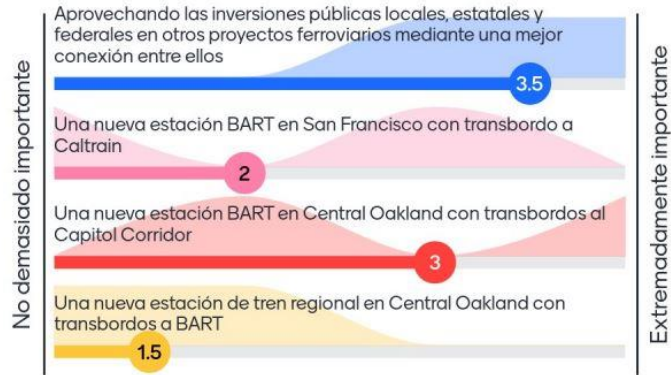 Aprovechando las inversiones públicas locales, estatales y
federales en otros proyectos ferroviarios mediante una mejor
conexión entre ellos
3.5
Una nueva estación BART en San Francisco con transbordo a
Caltrain
2
Una nueva estación BART en Central Oakland con transbordos al
Capitol Corridor
3
Una nueva estación de tren regional en Central Oakland con
transbordos a BART
1.5
No demasiado importante
Extremadamente importante